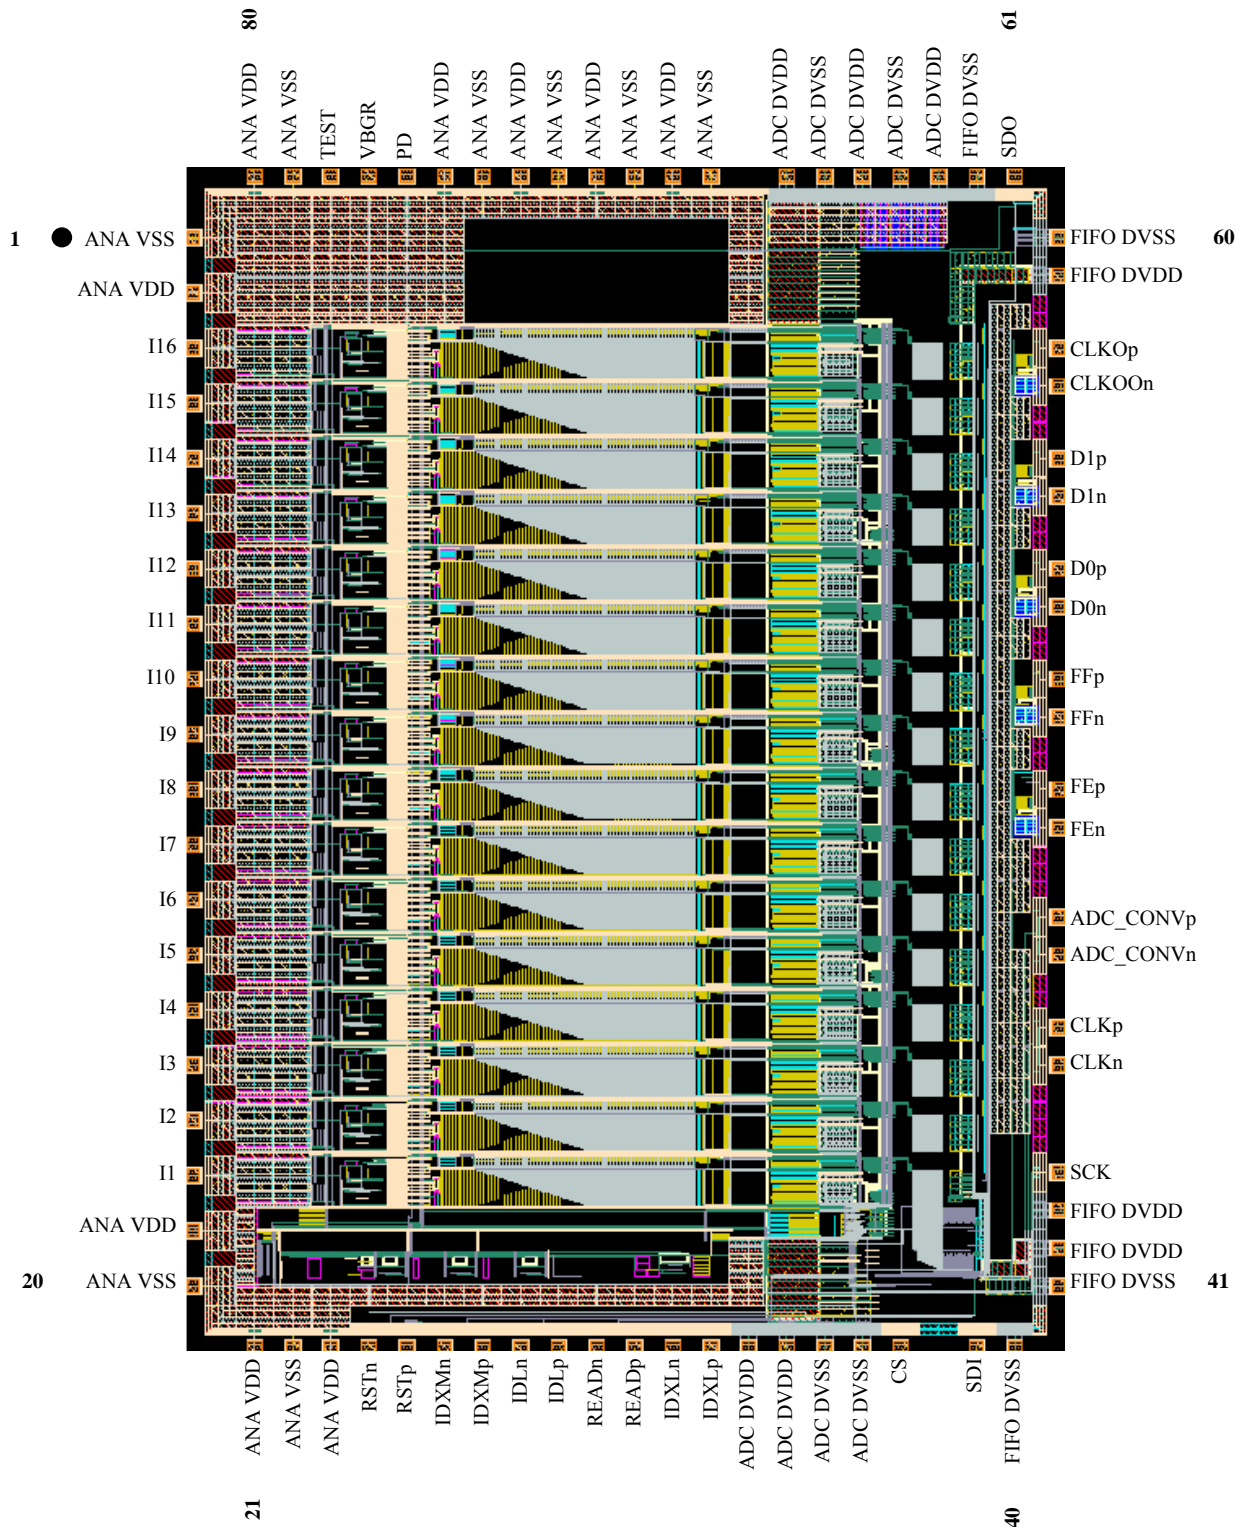 80
61
ANA VDD
ANA VSS
TEST
VBGR
PD
ANA VDD
ANA VSS
ANA VDD
ANA VSS
ANA VDD
ANA VSS
ANA VDD
ANA VSS
ADC DVDD
ADC DVSS
ADC DVDD
ADC DVSS
ADC DVDD
FIFO DVSS
SDO
1 ● ANA VSS
ANA VDD
I16
I15
I14
I13
I12
I11
I10
I9
I8
I7
I6
I5
I4
I3
I2
I1
ANA VDD
20 ANA VSS
FIFO DVSS 60
FIFO DVDD
CLKOp
CLKOOn
D1p
D1n
D0p
D0n
FFp
FFn
FEp
FEn
ADC_CONVp
ADC_CONVn
CLKp
CLKn
SCK
FIFO DVDD
FIFO DVDD
FIFO DVSS 41
ANA VDD
ANA VSS
ANA VDD
RSTn
RSTp
IDXMn
IDXMp
IDLn
IDLp
READn
READp
IDXLn
IDXLp
ADC DVDD
ADC DVDD
ADC DVSS
ADC DVSS
CS
SDI
FIFO DVSS
21
40